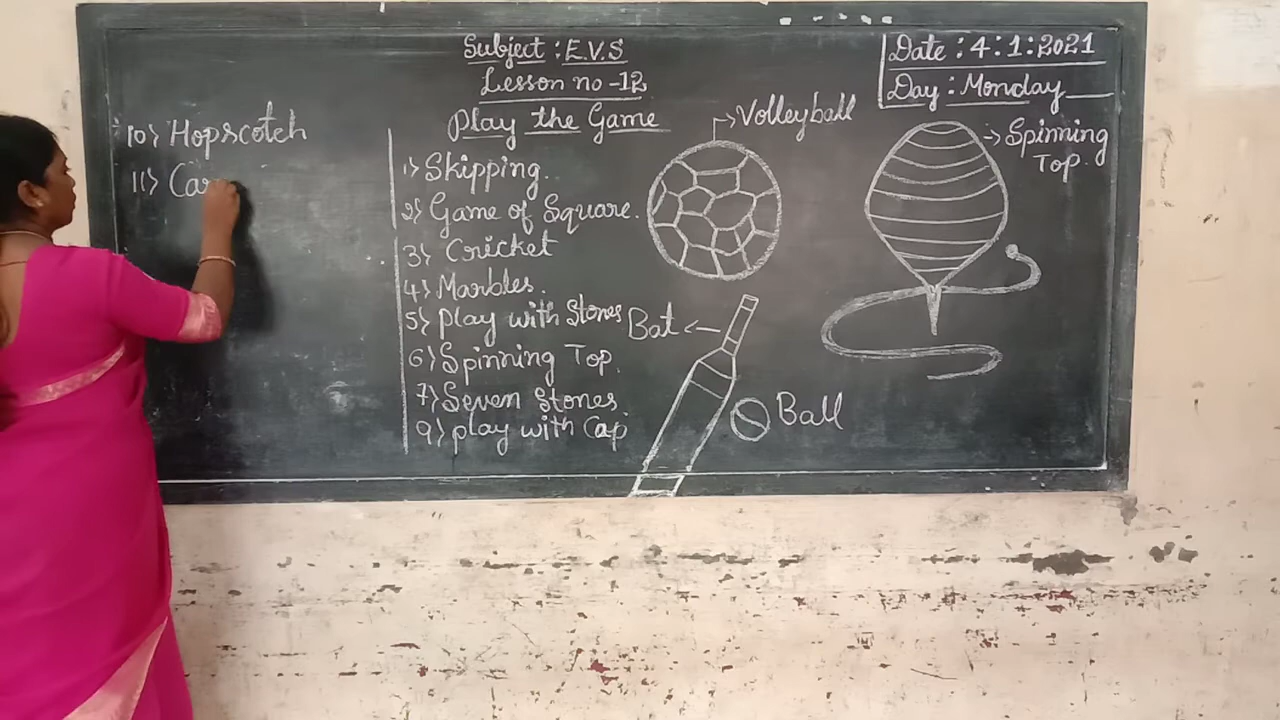 Subject : E.V.S
Lesson no -12
Play the Game
Date : 4:1:2021
Day : Monday
10) Hopscotch
11) Car
1) Skipping.
2) Game of Square.
3) Cricket
4) Marbles.
5) play with Stones
6) Spinning Top.
7) Seven Stones.
9) play with Cap
Volleyball
Bat
Ball
Spinning
Top.